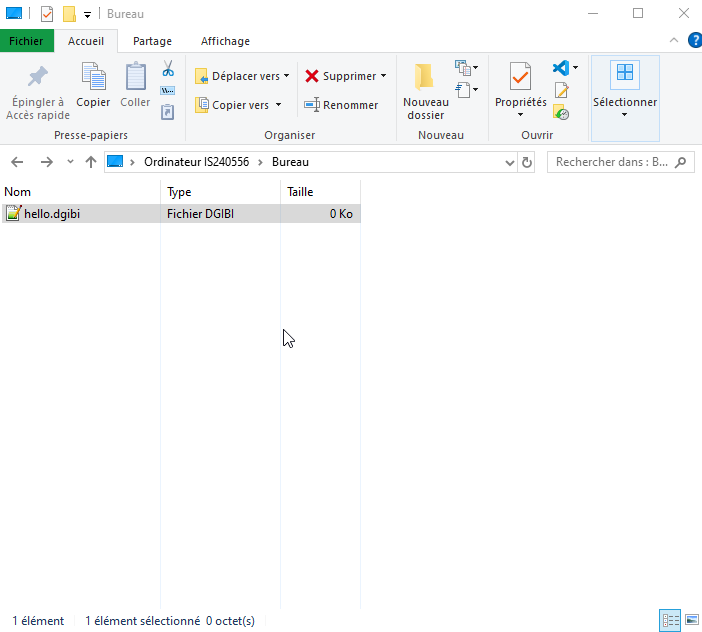 Bureau
Fichier Accueil Partage Affichage ?
Épingler à Accès rapide
Copier
Coller
Presse-papiers
Déplacer vers
Copier vers
Supprimer
Renommer
Organiser
Nouveau dossier
Nouveau
Propriétés
Ouvrir
Sélectionner
Ordinateur IS240556 > Bureau
Rechercher dans : B...
Nom Type Taille
hello.dgibi Fichier DGIBI 0 Ko
1 élément 1 élément sélectionné 0 octet(s)